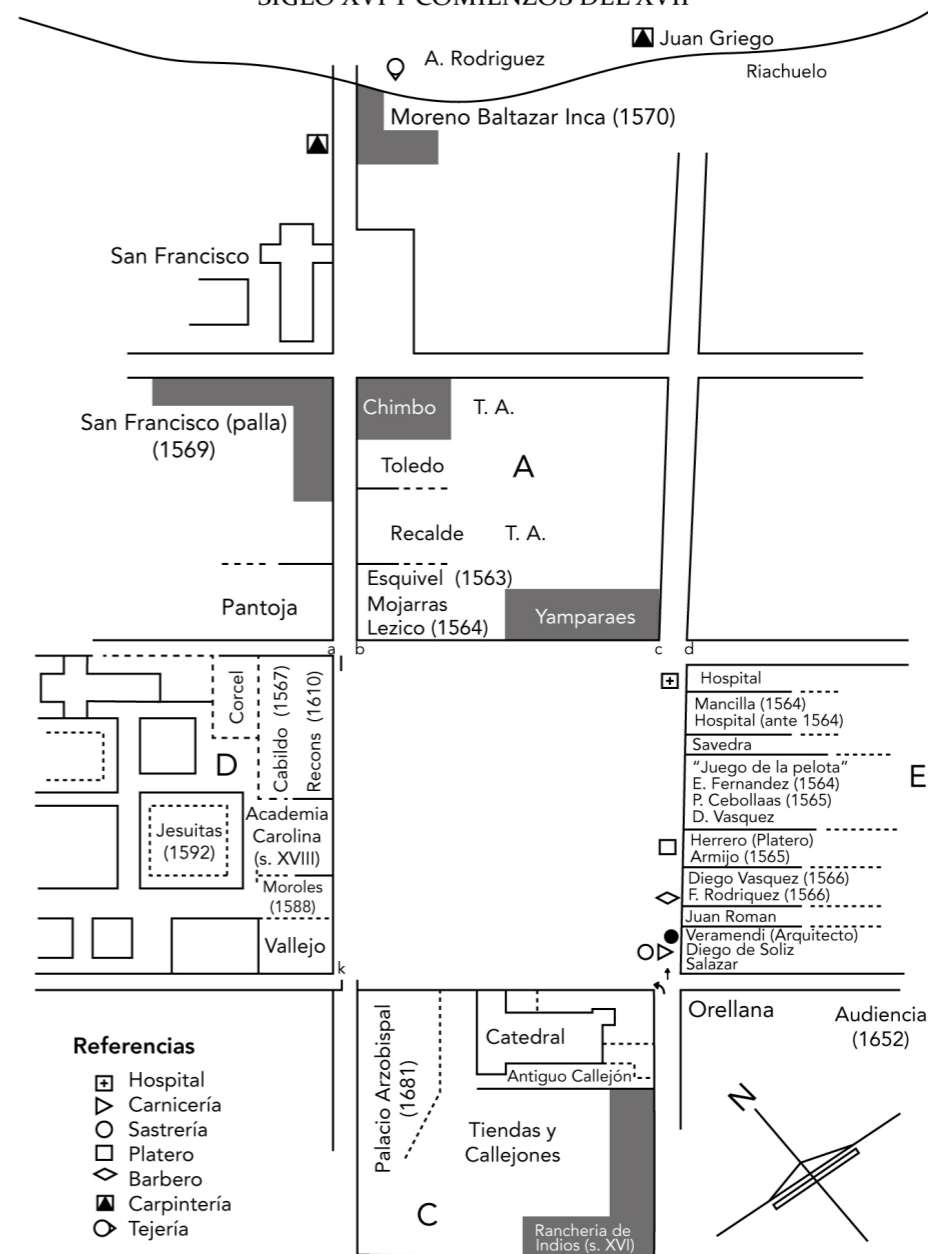 SIGLO XVI Y COMIENZOS DEL XVII
Juan Griego
A. Rodriguez
Riachuelo
Moreno Baltazar Inca (1570)
San Francisco
San Francisco (palla)
(1569)
Chimbo
T. A.
Toledo
A
Recalde
T. A.
Pantoja
Esquivel (1563)
Mojarras
Lezico (1564)
Yamparaes
a
b
c
d
l
Corcel
Cabildo (1567)
Recons (1610)
D
Jesuitas
(1592)
Academia
Carolina
(s. XVIII)
Moroles
(1588)
Vallejo
k
Hospital
Mancilla (1564)
Hospital (ante 1564)
Savedra
"Juego de la pelota"
E. Fernandez (1564)
P. Cebollaas (1565)
D. Vasquez
E
Herrero (Platero)
Armijo (1565)
Diego Vasquez (1566)
F. Rodriquez (1566)
Juan Roman
Veramendi (Arquitecto)
Diego de Soliz
Salazar
Orellana
Audiencia
(1652)
Palacio Arzobispal
(1681)
Catedral
Antiguo Callejón
Tiendas y
Callejones
C
Rancheria de
Indios (s. XVI)
N
Referencias
Hospital
Carnicería
Sastrería
Platero
Barbero
Carpintería
Tejería